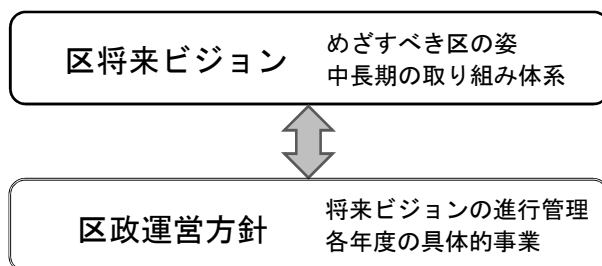 区将来ビジョン
めざすべき区の姿
中長期の取り組み体系
区政運営方針
将来ビジョンの進行管理
各年度の具体的事業